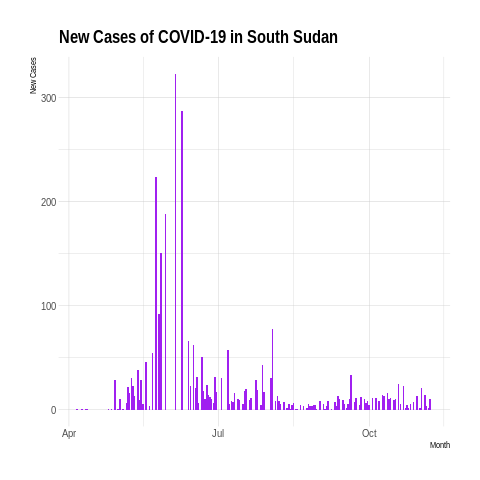 New Cases of COVID-19 in South Sudan
New Cases
300
200
100
0
Apr
Jul
Oct
Month